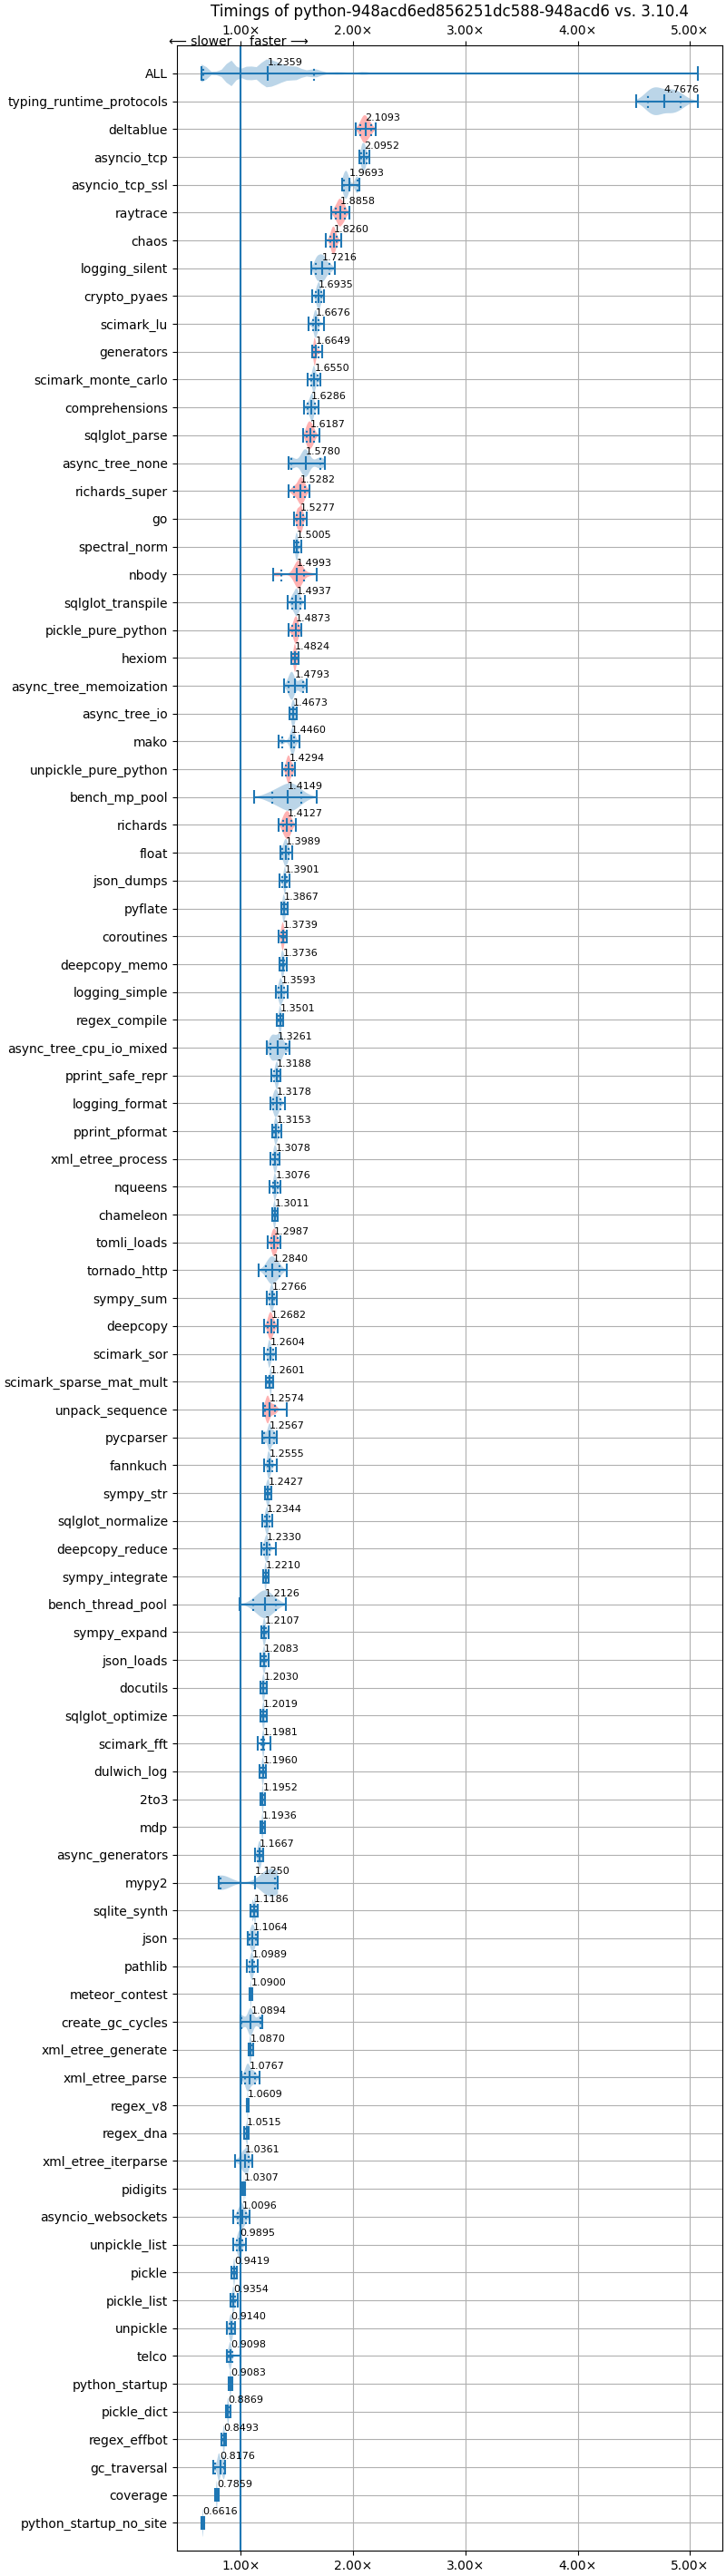 Timings of python-948acd6ed856251dc588-948acd6 vs. 3.10.4
1.00× 2.00× 3.00× 4.00× 5.00×
⟵ slower faster ⟶
ALL 1.2359
typing_runtime_protocols 4.7676
deltablue 2.1093
asyncio_tcp 2.0952
asyncio_tcp_ssl 1.9693
raytrace 1.8858
chaos 1.8260
logging_silent 1.7216
crypto_pyaes 1.6935
scimark_lu 1.6676
generators 1.6649
scimark_monte_carlo 1.6550
comprehensions 1.6286
sqlglot_parse 1.6187
async_tree_none 1.5780
richards_super 1.5282
go 1.5277
spectral_norm 1.5005
nbody 1.4993
sqlglot_transpile 1.4937
pickle_pure_python 1.4873
hexiom 1.4824
async_tree_memoization 1.4793
async_tree_io 1.4673
mako 1.4460
unpickle_pure_python 1.4294
bench_mp_pool 1.4149
richards 1.4127
float 1.3989
json_dumps 1.3901
pyflate 1.3867
coroutines 1.3739
deepcopy_memo 1.3736
logging_simple 1.3593
regex_compile 1.3501
async_tree_cpu_io_mixed 1.3261
pprint_safe_repr 1.3188
logging_format 1.3178
pprint_pformat 1.3153
xml_etree_process 1.3078
nqueens 1.3076
chameleon 1.3011
tomli_loads 1.2987
tornado_http 1.2840
sympy_sum 1.2766
deepcopy 1.2682
scimark_sor 1.2604
scimark_sparse_mat_mult 1.2601
unpack_sequence 1.2574
pycparser 1.2567
fannkuch 1.2555
sympy_str 1.2427
sqlglot_normalize 1.2344
deepcopy_reduce 1.2330
sympy_integrate 1.2210
bench_thread_pool 1.2126
sympy_expand 1.2107
json_loads 1.2083
docutils 1.2030
sqlglot_optimize 1.2019
scimark_fft 1.1981
dulwich_log 1.1960
2to3 1.1952
mdp 1.1936
async_generators 1.1667
mypy2 1.1250
sqlite_synth 1.1186
json 1.1064
pathlib 1.0989
meteor_contest 1.0900
create_gc_cycles 1.0894
xml_etree_generate 1.0870
xml_etree_parse 1.0767
regex_v8 1.0609
regex_dna 1.0515
xml_etree_iterparse 1.0361
pidigits 1.0307
asyncio_websockets 1.0096
unpickle_list 0.9895
pickle 0.9419
pickle_list 0.9354
unpickle 0.9140
telco 0.9098
python_startup 0.9083
pickle_dict 0.8869
regex_effbot 0.8493
gc_traversal 0.8176
coverage 0.7859
python_startup_no_site 0.6616
1.00× 2.00× 3.00× 4.00× 5.00×